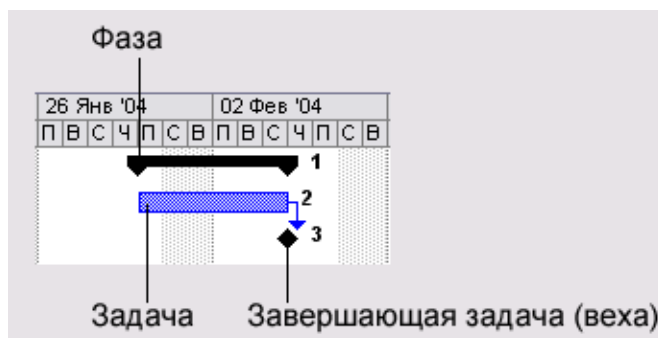 Фаза
26 Янв '04 02 Фев '04
П В С Ч П С В П В С Ч П С В
1
2
3
Задача Завершающая задача (веха)